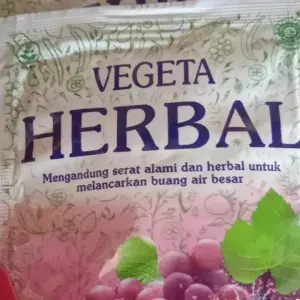 VEGETA
HERBAL
Mengandung serat alami dan herbal untuk
melancarkan buang air besar